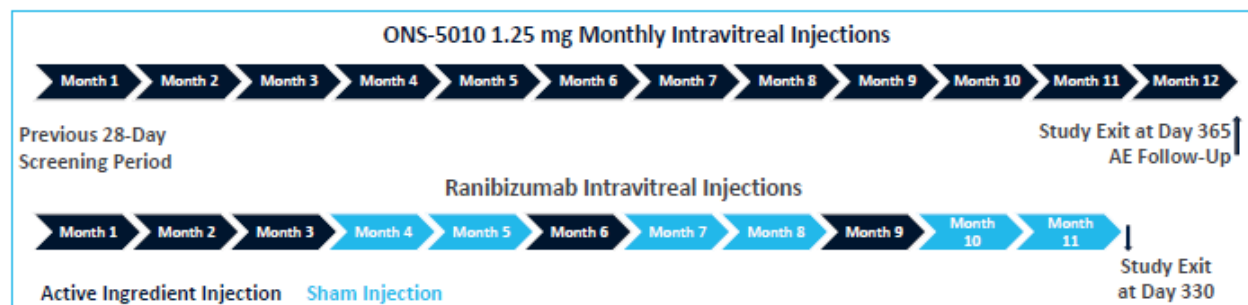 ONS-5010 1.25 mg Monthly Intravitreal Injections
Month 1 Month 2 Month 3 Month 4 Month 5 Month 6 Month 7 Month 8 Month 9 Month 10 Month 11 Month 12
Previous 28-Day
Screening Period
Study Exit at Day 365
AE Follow-Up
Ranibizumab Intravitreal Injections
Month 1 Month 2 Month 3 Month 4 Month 5 Month 6 Month 7 Month 8 Month 9 Month 10 Month 11
Study Exit
at Day 330
Active Ingredient Injection Sham Injection